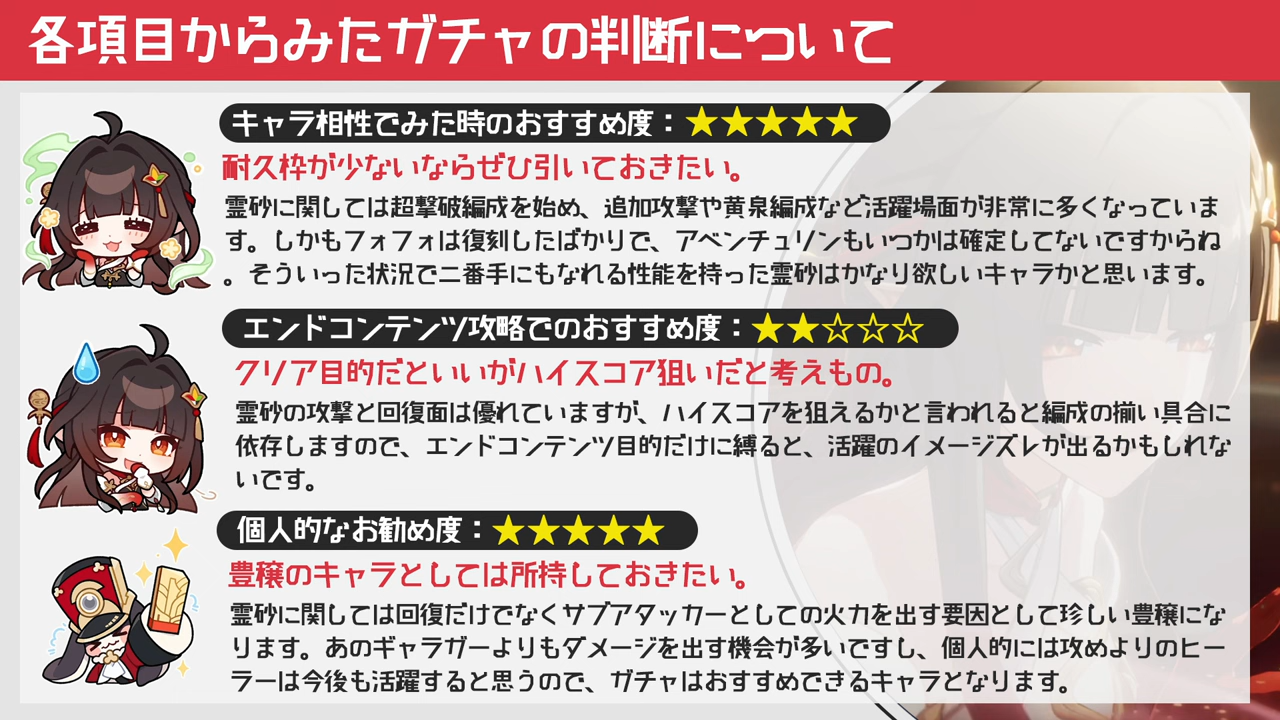 各項目からみたガチャの判断について
キャラ相性でみた時のおすすめ度：★★★★★
耐久枠が少ないならぜひ引いておきたい。
霊砂に関しては超撃破編成を始め、追加攻撃や黄泉編成など活躍場面が非常に多くなっていま
す。しかもフォフォは復刻したばかりで、アベンチュリンもいつかは確定してないですからね
。そういった状況で二番手にもなれる性能を持った霊砂はかなり欲しいキャラかと思います。
エンドコンテンツ攻略でのおすすめ度：★★☆☆☆
クリア目的だといいがハイスコア狙いだと考えもの。
霊砂の攻撃と回復面は優れていますが、ハイスコアを狙えるかと言われると編成の揃い具合に
依存しますので、エンドコンテンツ目的だけに縛ると、活躍のイメージズレが出るかもしれな
いです。
個人的なお勧め度：★★★★★
豊穣のキャラとしては所持しておきたい。
霊砂に関しては回復だけでなくサブアタッカーとしての火力を出す要因として珍しい豊穣にな
ります。あのギャラガーよりもダメージを出す機会が多いですし、個人的には攻めよりのヒー
ラーは今後も活躍すると思うので、ガチャはおすすめできるキャラとなります。